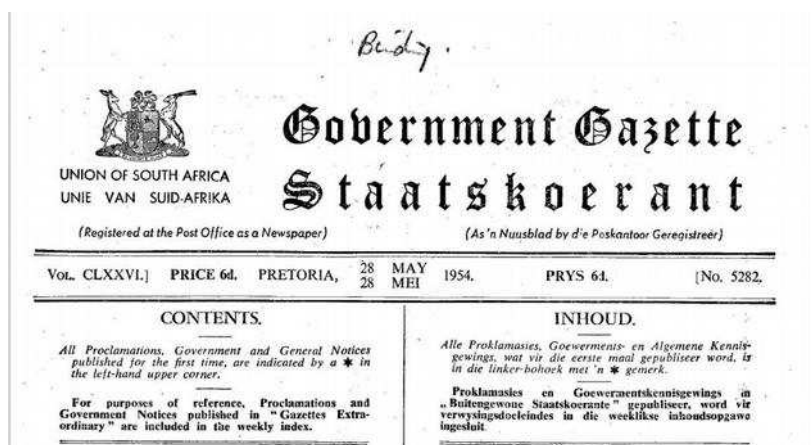 Binding.
Government Gazette
Staatskoerant
UNION OF SOUTH AFRICA
UNIE VAN SUID-AFRIKA
(Registered at the Post Office as a Newspaper)
(As 'n Nuusblad by die Poskantoor Geregistreer)
VOL. CLXXVI.] PRICE 6d. PRETORIA, 28 MAY 1954. PRYS 6d. [No. 5282.
28 MEI
CONTENTS.
All Proclamations, Government and General Notices
published for the first time, are indicated by a * in
the left-hand upper corner.
For purposes of reference, Proclamations and
Government Notices published in "Gazettes Extra-
ordinary" are included in the weekly index.
INHOUD.
Alle Proklamasies, Goewerments- en Algemene Kennis-
gewings, wat vir die eerste maal gepubliseer word, is
in die linker-bohoek met 'n * gemerk.
Proklamasies en Goewermentskennisgewings in
„Buitengewone Staatskoerante" gepubliseer, word vir
verwysingsdoeleindes in die weeklikse inhoudsopgawe
ingesluit.